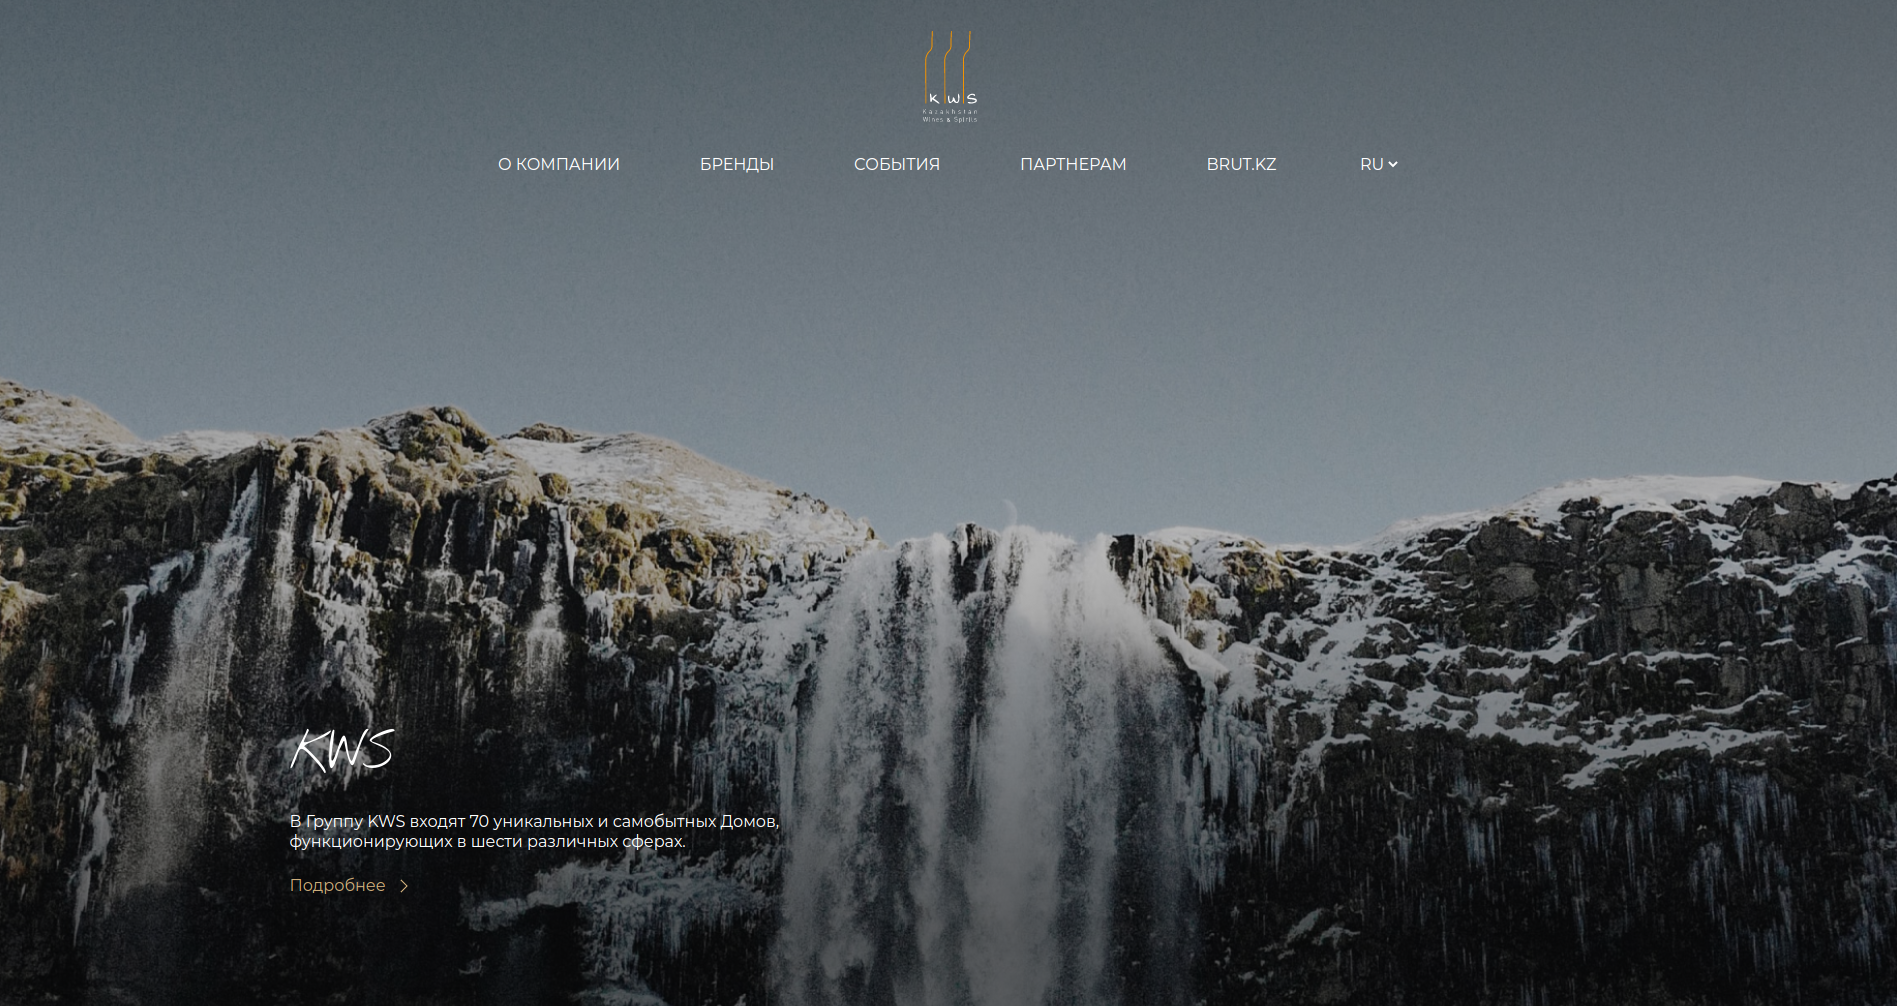 KWS
Kazakhstan
Wines & Spirits
О КОМПАНИИ БРЕНДЫ СОБЫТИЯ ПАРТНЕРАМ BRUT.KZ RU
KWS
В Группу KWS входят 70 уникальных и самобытных Домов,
функционирующих в шести различных сферах.
Подробнее